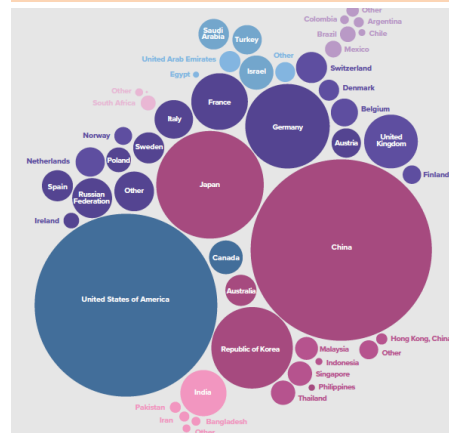 Other
Colombia
Argentina
Chile
Brazil
Mexico
Saudi
Arabia
Turkey
United Arab Emirates
Other
Israel
Egypt
Switzerland
Other
South Africa
Denmark
France
Belgium
Italy
Germany
United
Kingdom
Norway
Sweden
Austria
Netherlands
Poland
Finland
Spain
Russian
Federation
Other
Japan
Ireland
China
Canada
Australia
United States of America
Hong Kong, China
Republic of Korea
Malaysia
Other
Indonesia
Singapore
Philippines
India
Thailand
Pakistan
Iran
Bangladesh
Other